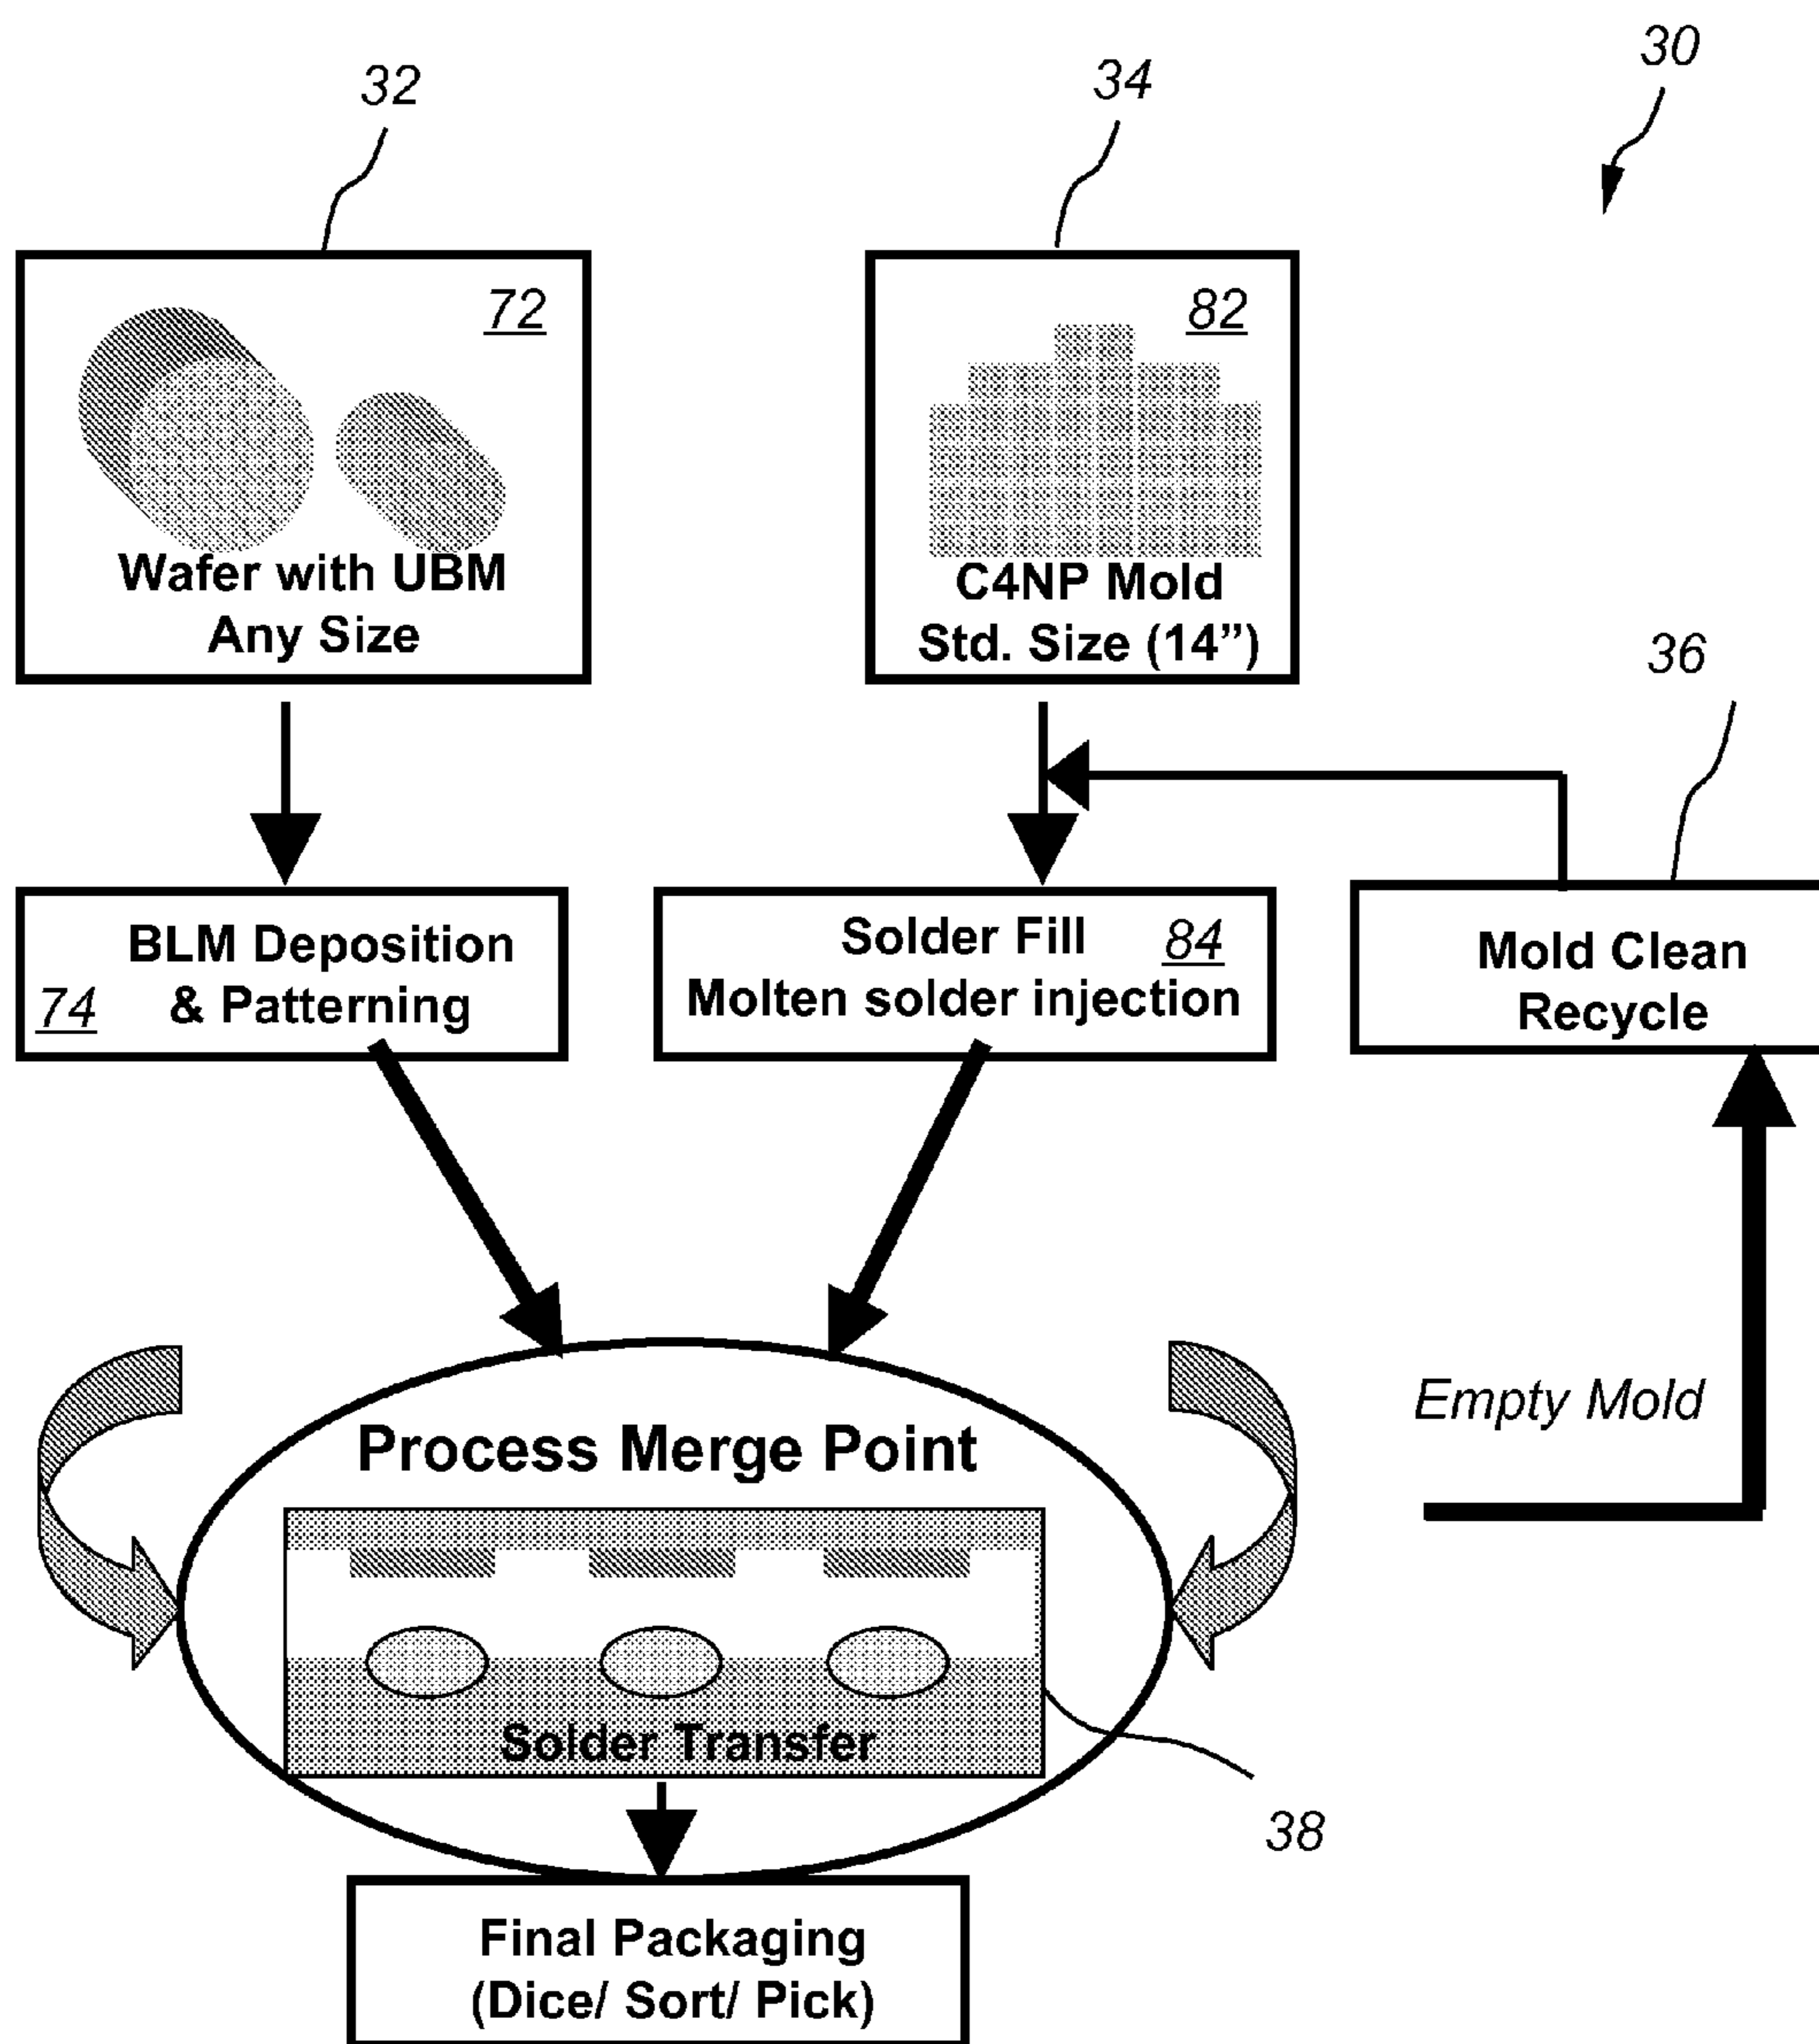 30
32
34
72
Wafer with UBM
Any Size
82
C4NP Mold
Std. Size (14”)
36
BLM Deposition
& Patterning
74
Solder Fill
84
Molten solder injection
Mold Clean
Recycle
Empty Mold
Process Merge Point
Solder Transfer
38
Final Packaging
(Dice/ Sort/ Pick)